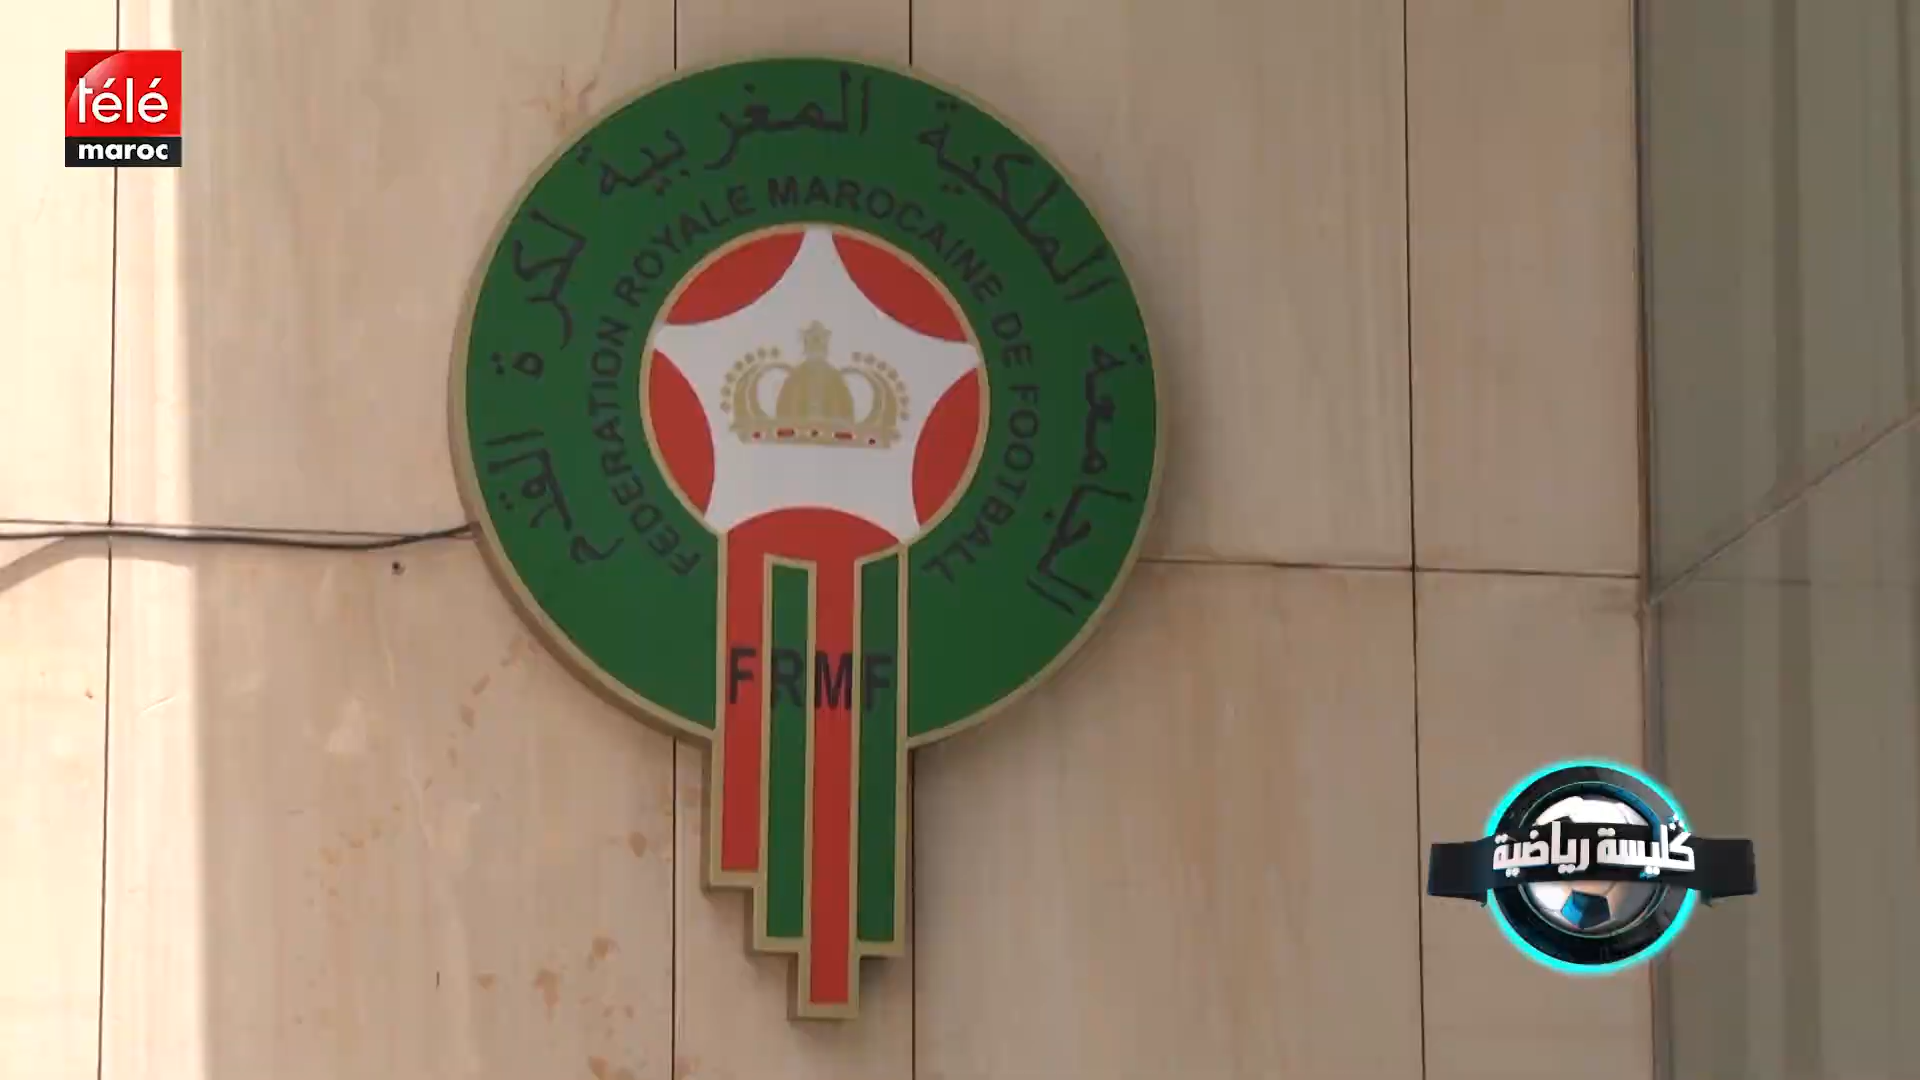 télé
maroc
الجامعة الملكية المغربية لكرة القدم
FEDERATION ROYALE MAROCAINE DE FOOTBALL
FRMF
كليسة رياضية